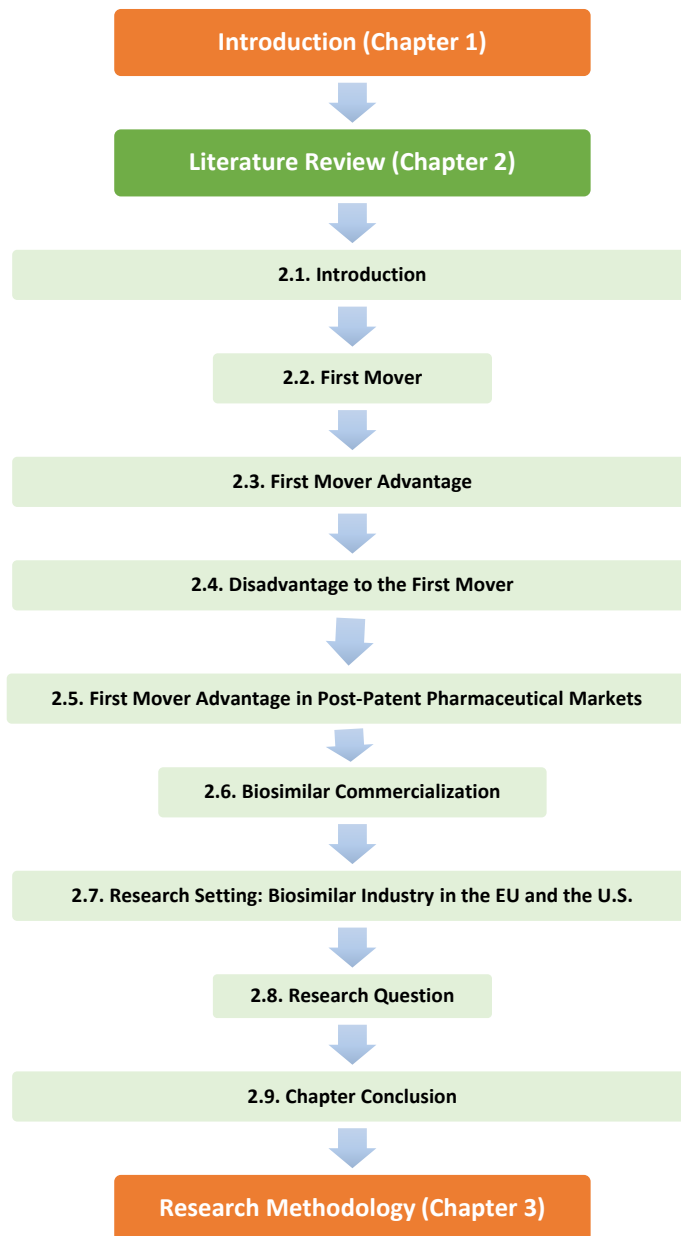 Introduction (Chapter 1)
Literature Review (Chapter 2)
2.1. Introduction
2.2. First Mover
2.3. First Mover Advantage
2.4. Disadvantage to the First Mover
2.5. First Mover Advantage in Post-Patent Pharmaceutical Markets
2.6. Biosimilar Commercialization
2.7. Research Setting: Biosimilar Industry in the EU and the U.S.
2.8. Research Question
2.9. Chapter Conclusion
Research Methodology (Chapter 3)